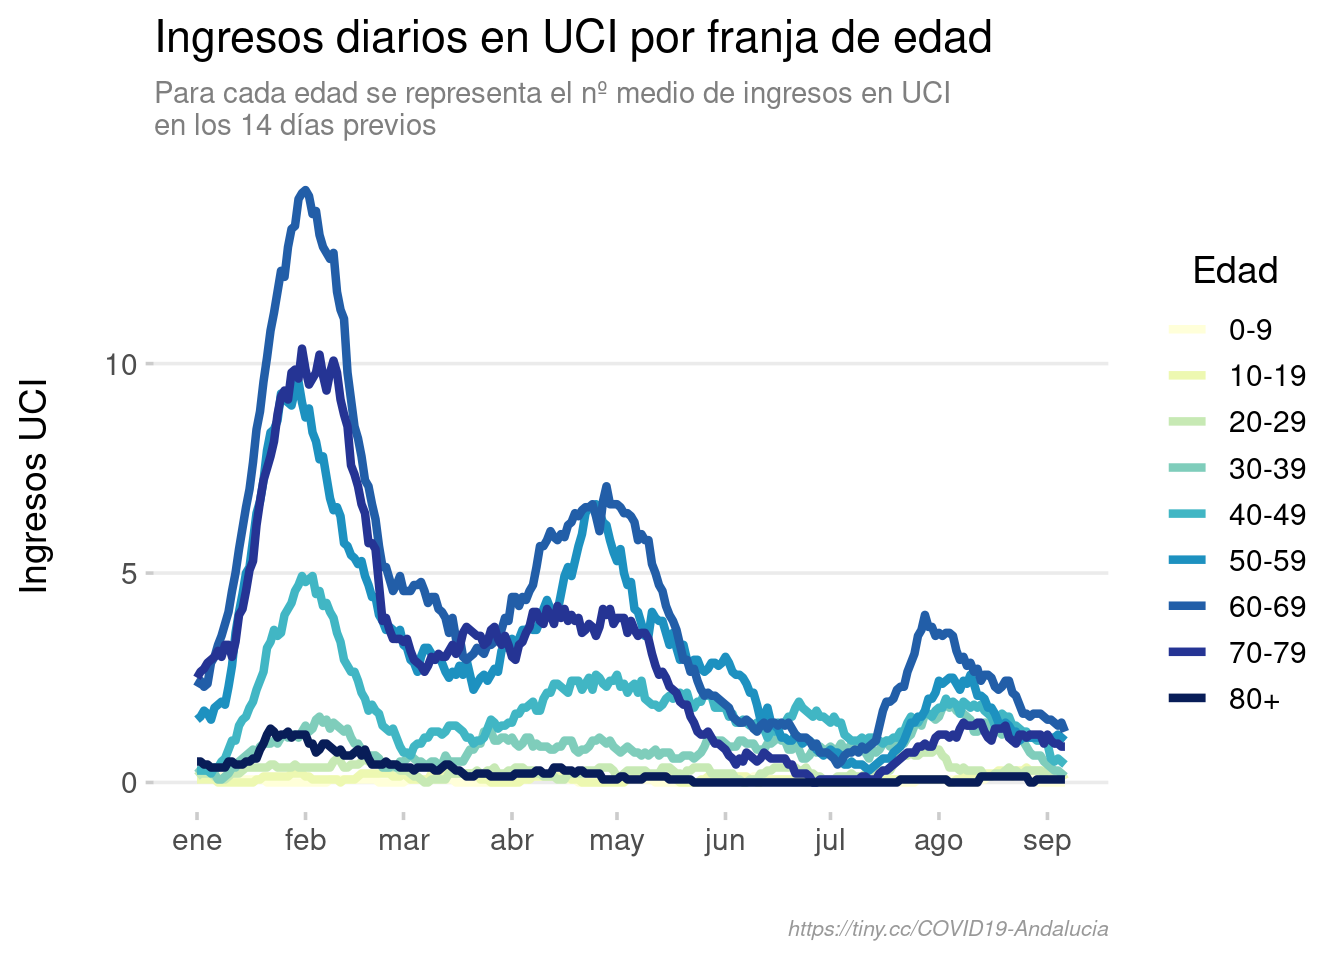 Ingresos diarios en UCI por franja de edad
Para cada edad se representa el nº medio de ingresos en UCI
en los 14 días previos
Ingresos UCI
10
5
0
ene feb mar abr may jun jul ago sep
Edad
0-9
10-19
20-29
30-39
40-49
50-59
60-69
70-79
80+
https://tiny.cc/COVID19-Andalucia